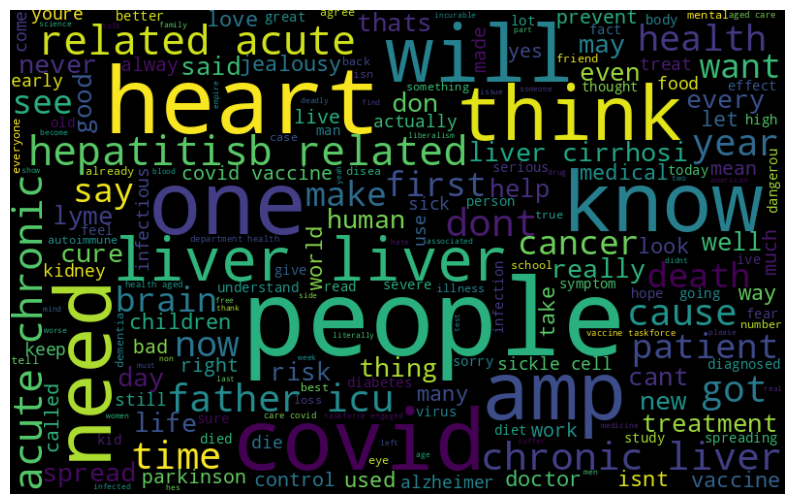 youre better love great agree thats prevent body mental aged care
come science family lot fact incurable
related acute will health
never alway said jealousy yes may part friend treat want
early good back isn made even thought food effect
see heart don something think every
old live actually issue someone let high
everyone case man deadly find empire
hepatitisb related liver cirrhosi year
already become liberalism
show blood covid vaccine disea serious medical today mean dangerou
say one make first help drug two american
lyme feel infectious human sick person true know
autoimmune department health hate use dont associated didnt ive much
cure world cancer look well
kidney liver liver school really death
health aged understand give read severe illness symptom
acute chronic need brain people infection take cause way
mind free hope going fear number
worse side thank children literally test vaccine taskforce please
keep dementia now thing sickle cell patient
tell bad right risk sorry diagnosed
non week diabetes cant real
day still must father icu last best loss many virus amp new got
called women life kid sure care covid taskforce engaged diet work treatment
time died die eye left age study spreading medicine
spread covid suffer chronic liver
parkinson control used alzheimer doctor men isnt vaccine
infected hes